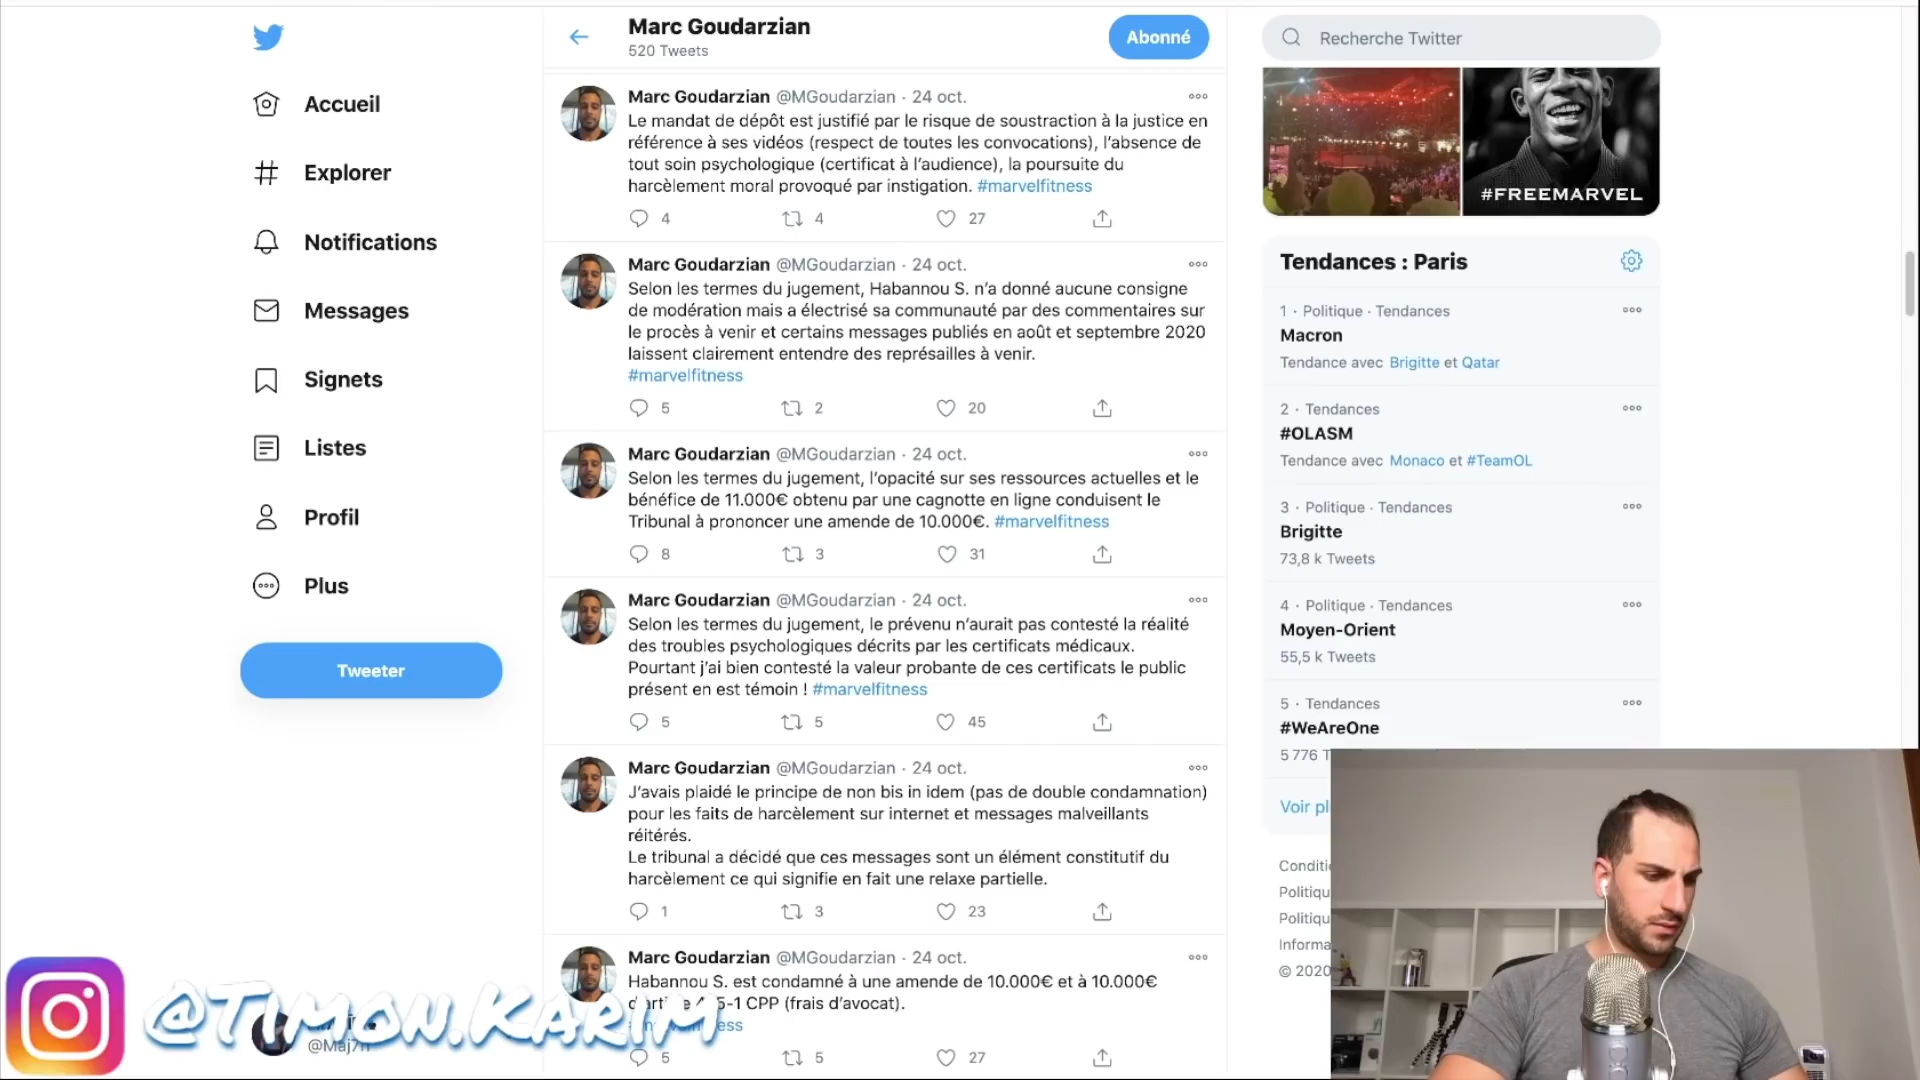 Accueil
Explorer
Notifications
Messages
Signets
Listes
Profil
Plus
Tweeter
@TIMON.KARIM
@Maj7n
Marc Goudarzian
520 Tweets
Abonné
Marc Goudarzian @MGoudarzian · 24 oct.
Le mandat de dépôt est justifié par le risque de soustraction à la justice en
référence à ses vidéos (respect de toutes les convocations), l’absence de
tout soin psychologique (certificat à l’audience), la poursuite du
harcèlement moral provoqué par instigation. #marvelfitness
4 4 27
Marc Goudarzian @MGoudarzian · 24 oct.
Selon les termes du jugement, Habannou S. n’a donné aucune consigne
de modération mais a électrisé sa communauté par des commentaires sur
le procès à venir et certains messages publiés en août et septembre 2020
laissent clairement entendre des représailles à venir.
#marvelfitness
5 2 20
Marc Goudarzian @MGoudarzian · 24 oct.
Selon les termes du jugement, l’opacité sur ses ressources actuelles et le
bénéfice de 11.000€ obtenu par une cagnotte en ligne conduisent le
Tribunal à prononcer une amende de 10.000€. #marvelfitness
8 3 31
Marc Goudarzian @MGoudarzian · 24 oct.
Selon les termes du jugement, le prévenu n’aurait pas contesté la réalité
des troubles psychologiques décrits par les certificats médicaux.
Pourtant j’ai bien contesté la valeur probante de ces certificats le public
présent en est témoin ! #marvelfitness
5 5 45
Marc Goudarzian @MGoudarzian · 24 oct.
J’avais plaidé le principe de non bis in idem (pas de double condamnation)
pour les faits de harcèlement sur internet et messages malveillants
réitérés.
Le tribunal a décidé que ces messages sont un élément constitutif du
harcèlement ce qui signifie en fait une relaxe partielle.
1 3 23
Marc Goudarzian @MGoudarzian · 24 oct.
Habannou S. est condamné à une amende de 10.000€ et à 10.000€
5-1 CPP (frais d’avocat).
5 5 27
Recherche Twitter
#FREEMARVEL
Tendances : Paris
1 · Politique · Tendances
Macron
Tendance avec Brigitte et Qatar
2 · Tendances
#OLASM
Tendance avec Monaco et #TeamOL
3 · Politique · Tendances
Brigitte
73,8 k Tweets
4 · Politique · Tendances
Moyen-Orient
55,5 k Tweets
5 · Tendances
#WeAreOne
5 776 T
Voir pl
Conditi
Politiqu
Politiqu
Informa
© 2020